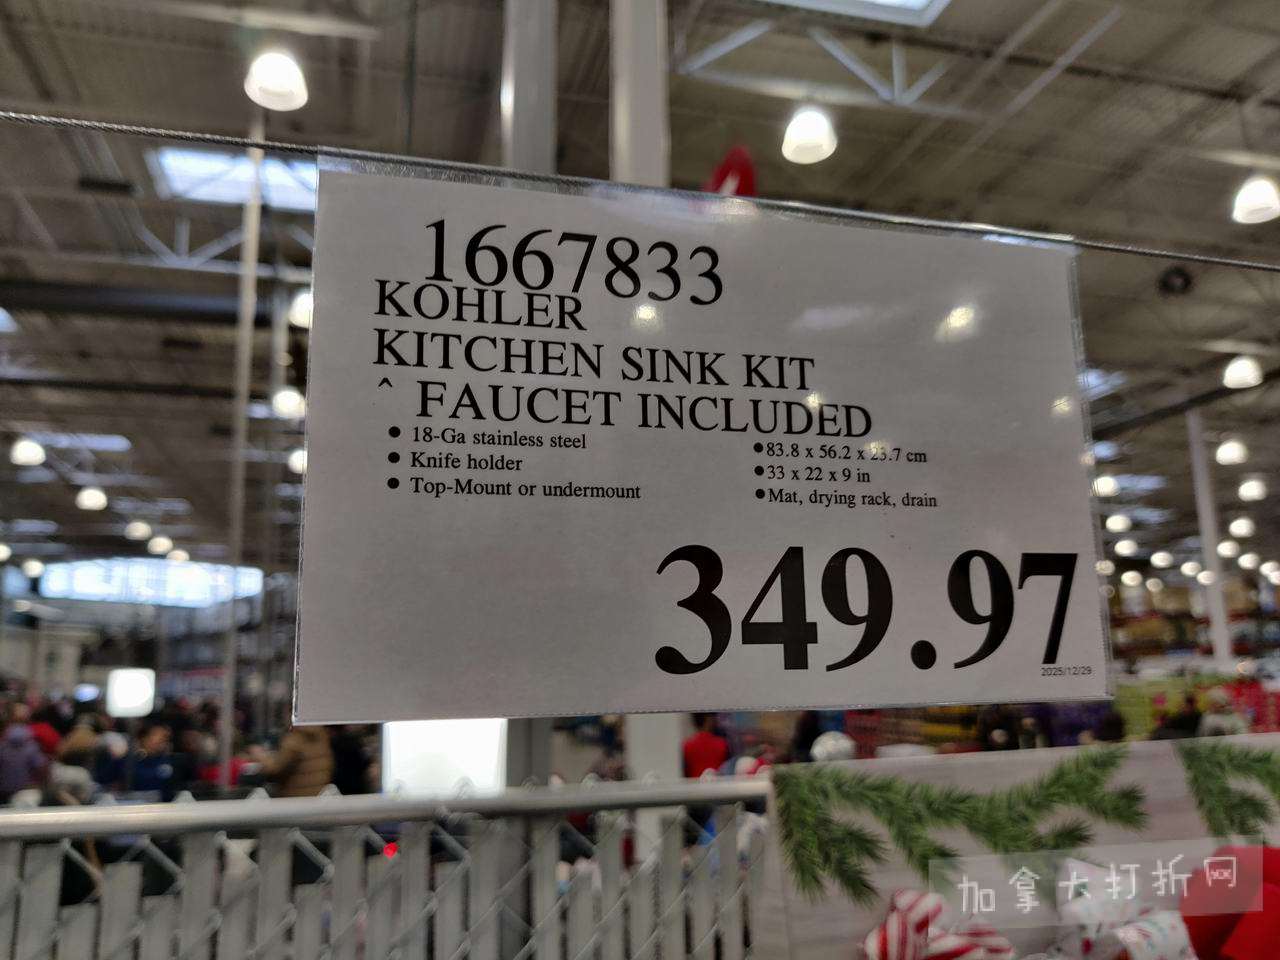 1667833
KOHLER
KITCHEN SINK KIT
^ FAUCET INCLUDED
● 18-Ga stainless steel
● Knife holder
● Top-Mount or undermount
●83.8 x 56.2 x 23.7 cm
●33 x 22 x 9 in
●Mat, drying rack, drain
349.97
2025/12/29
加拿大打折网